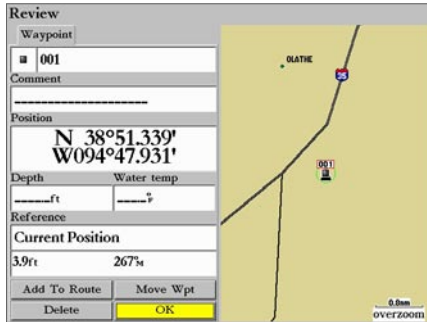 Review
Waypoint
001
Comment
Position
N 38°51.339'
W094°47.931'
Depth Water temp
ft °F
Reference
Current Position
3.9ft 267°M
Add To Route Move Wpt
Delete OK
OLATHE
35
001
0.0nm
overzoom